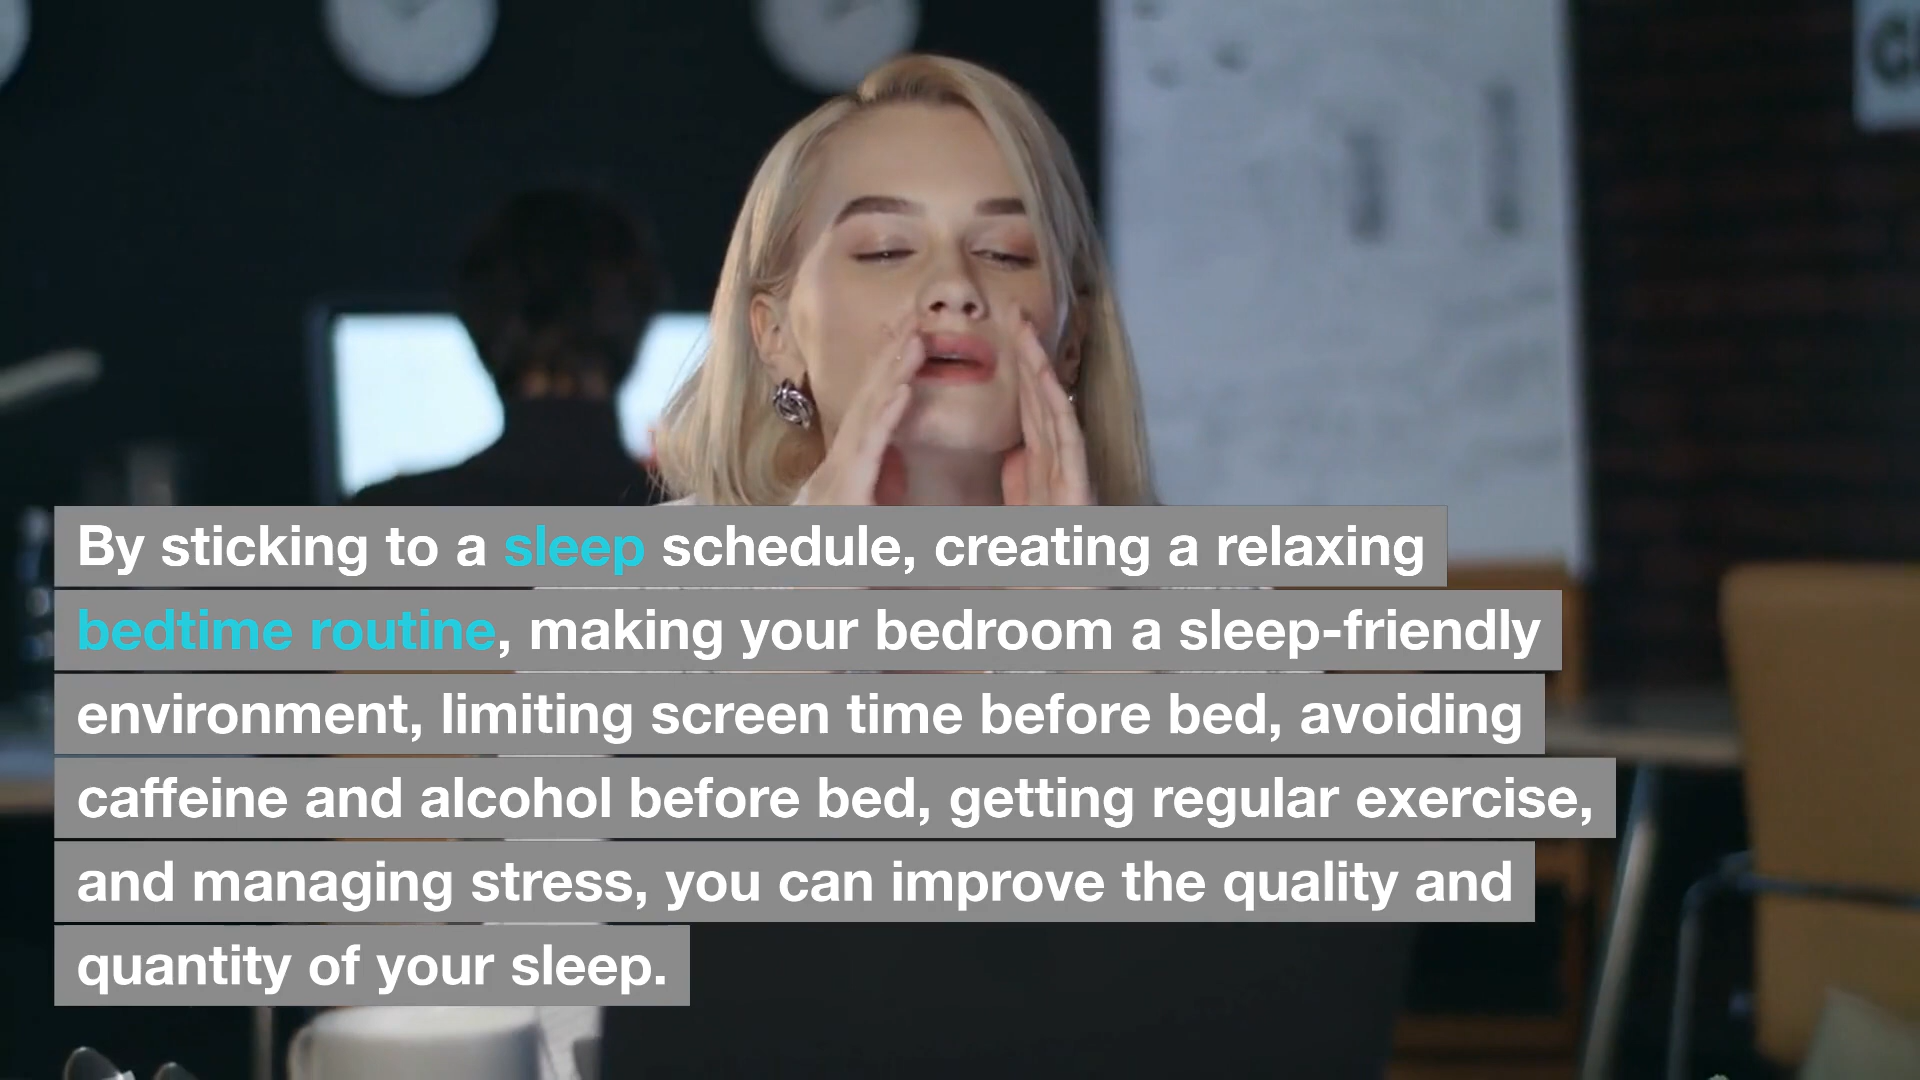 By sticking to a sleep schedule, creating a relaxing
bedtime routine, making your bedroom a sleep-friendly
environment, limiting screen time before bed, avoiding
caffeine and alcohol before bed, getting regular exercise,
and managing stress, you can improve the quality and
quantity of your sleep.